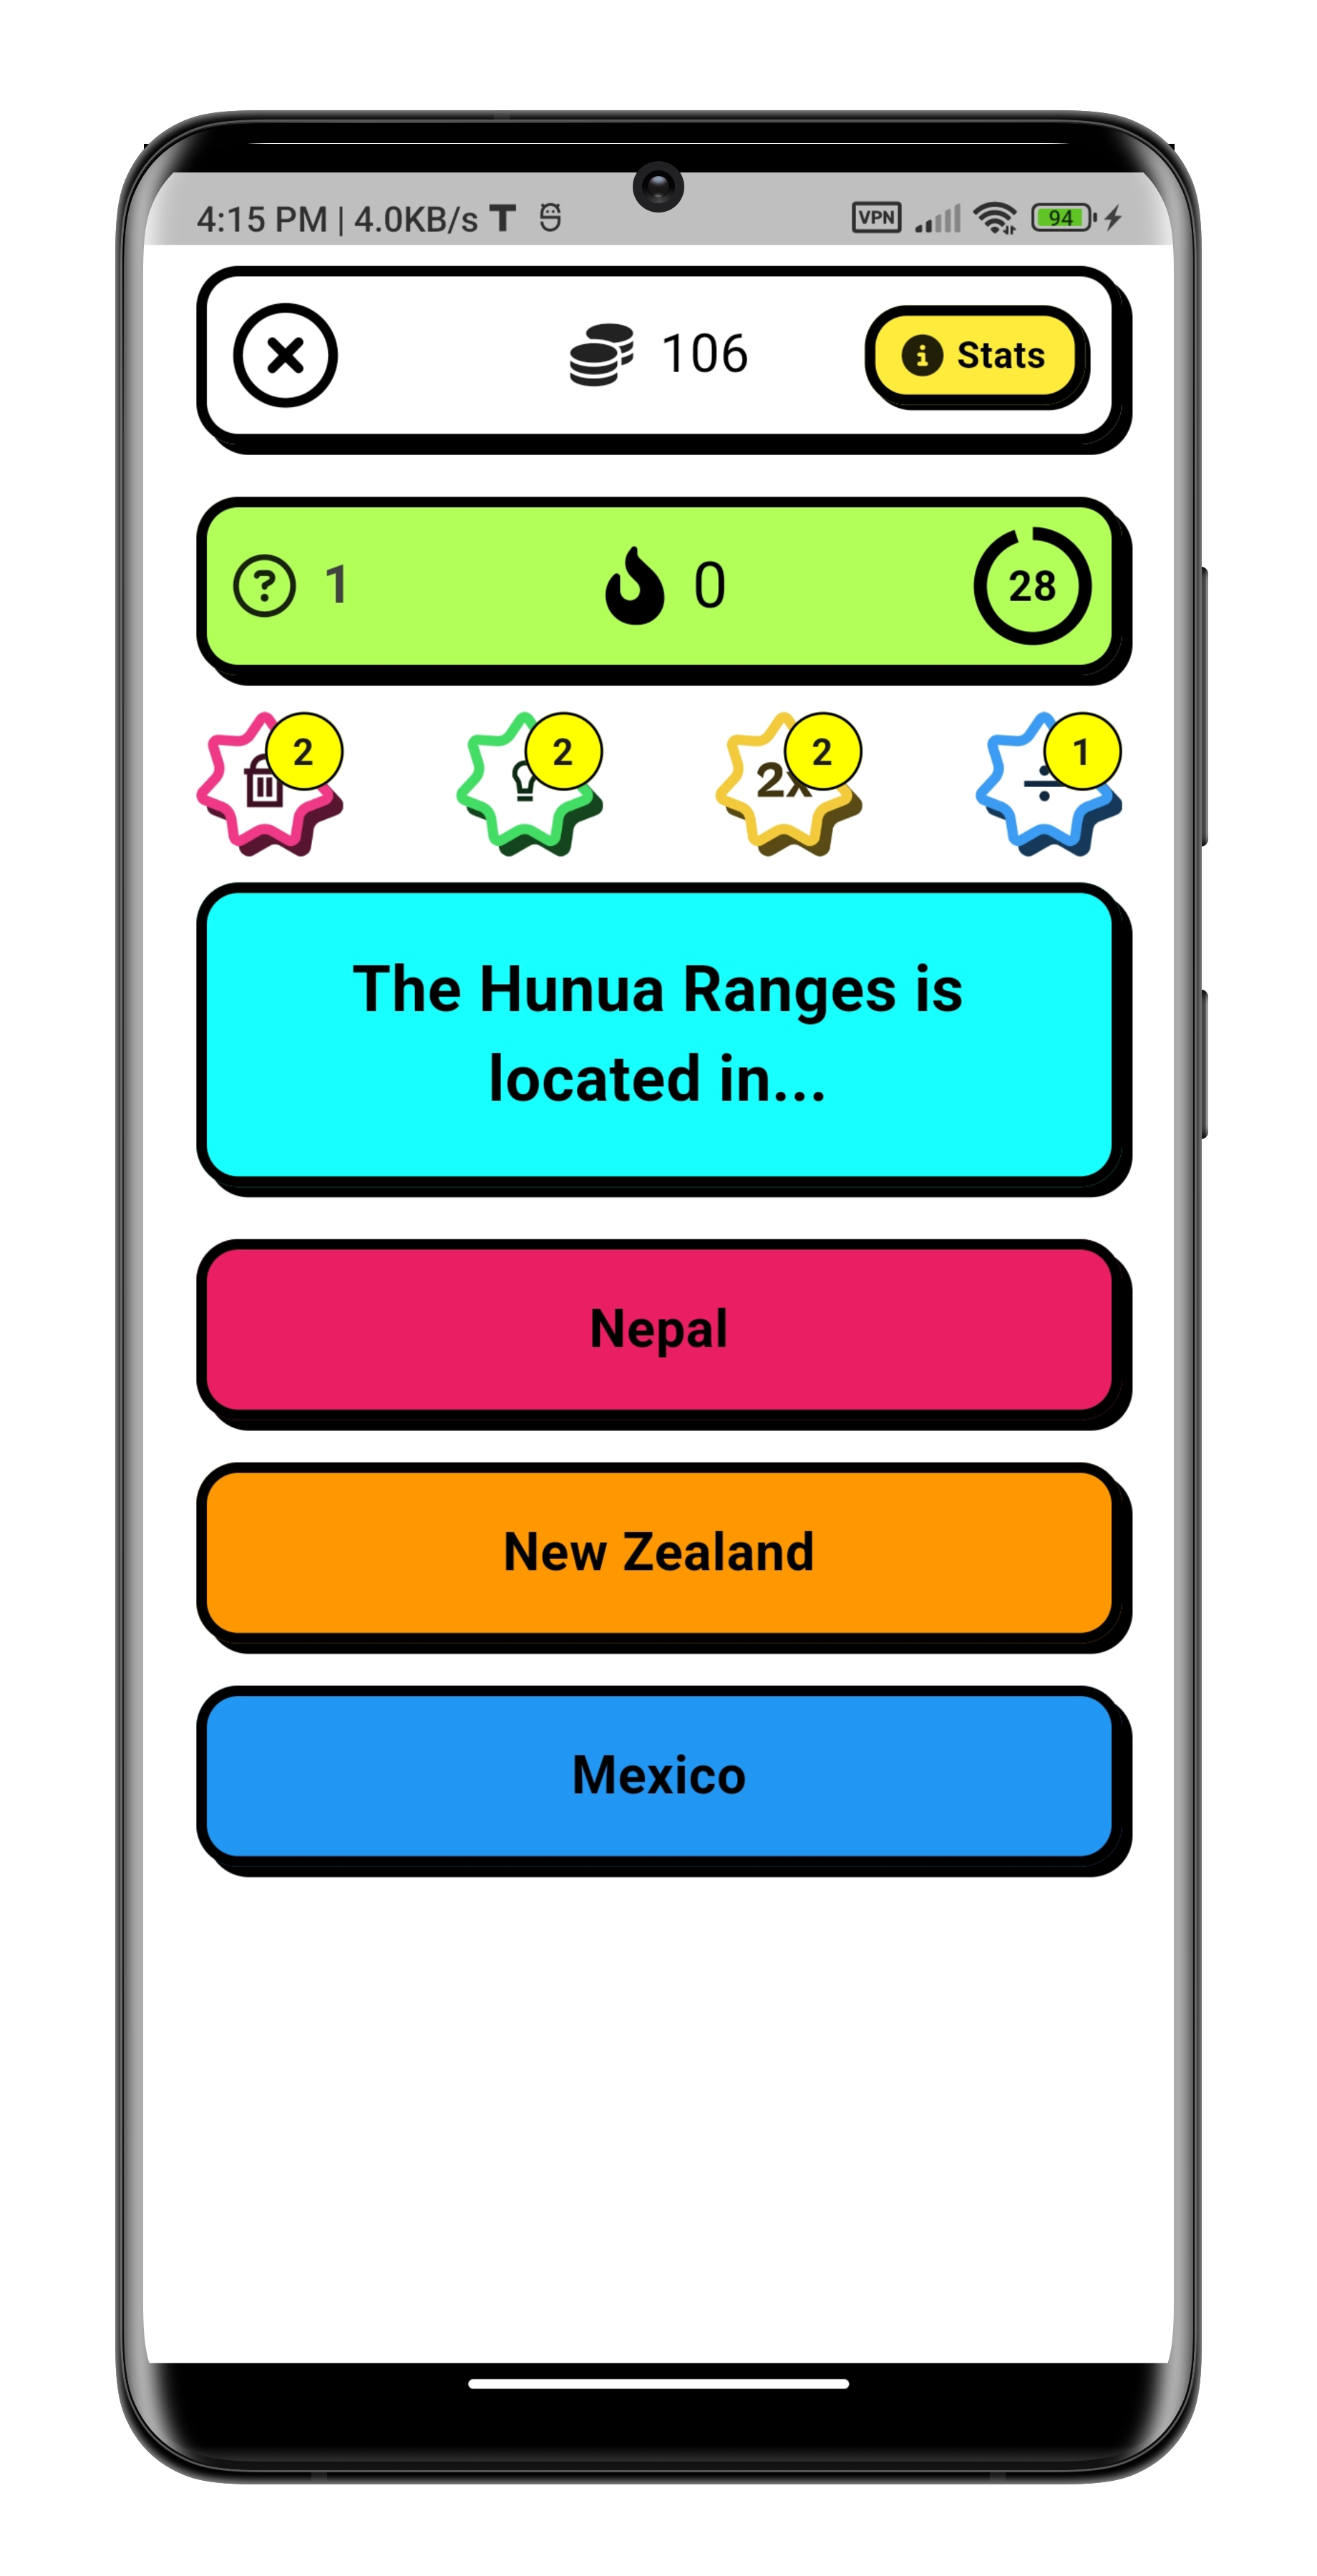 4:15 PM | 4.0KB/s T
VPN
94
106
Stats
1
0
28
2
2
2x
2
1
The Hunua Ranges is
located in...
Nepal
New Zealand
Mexico